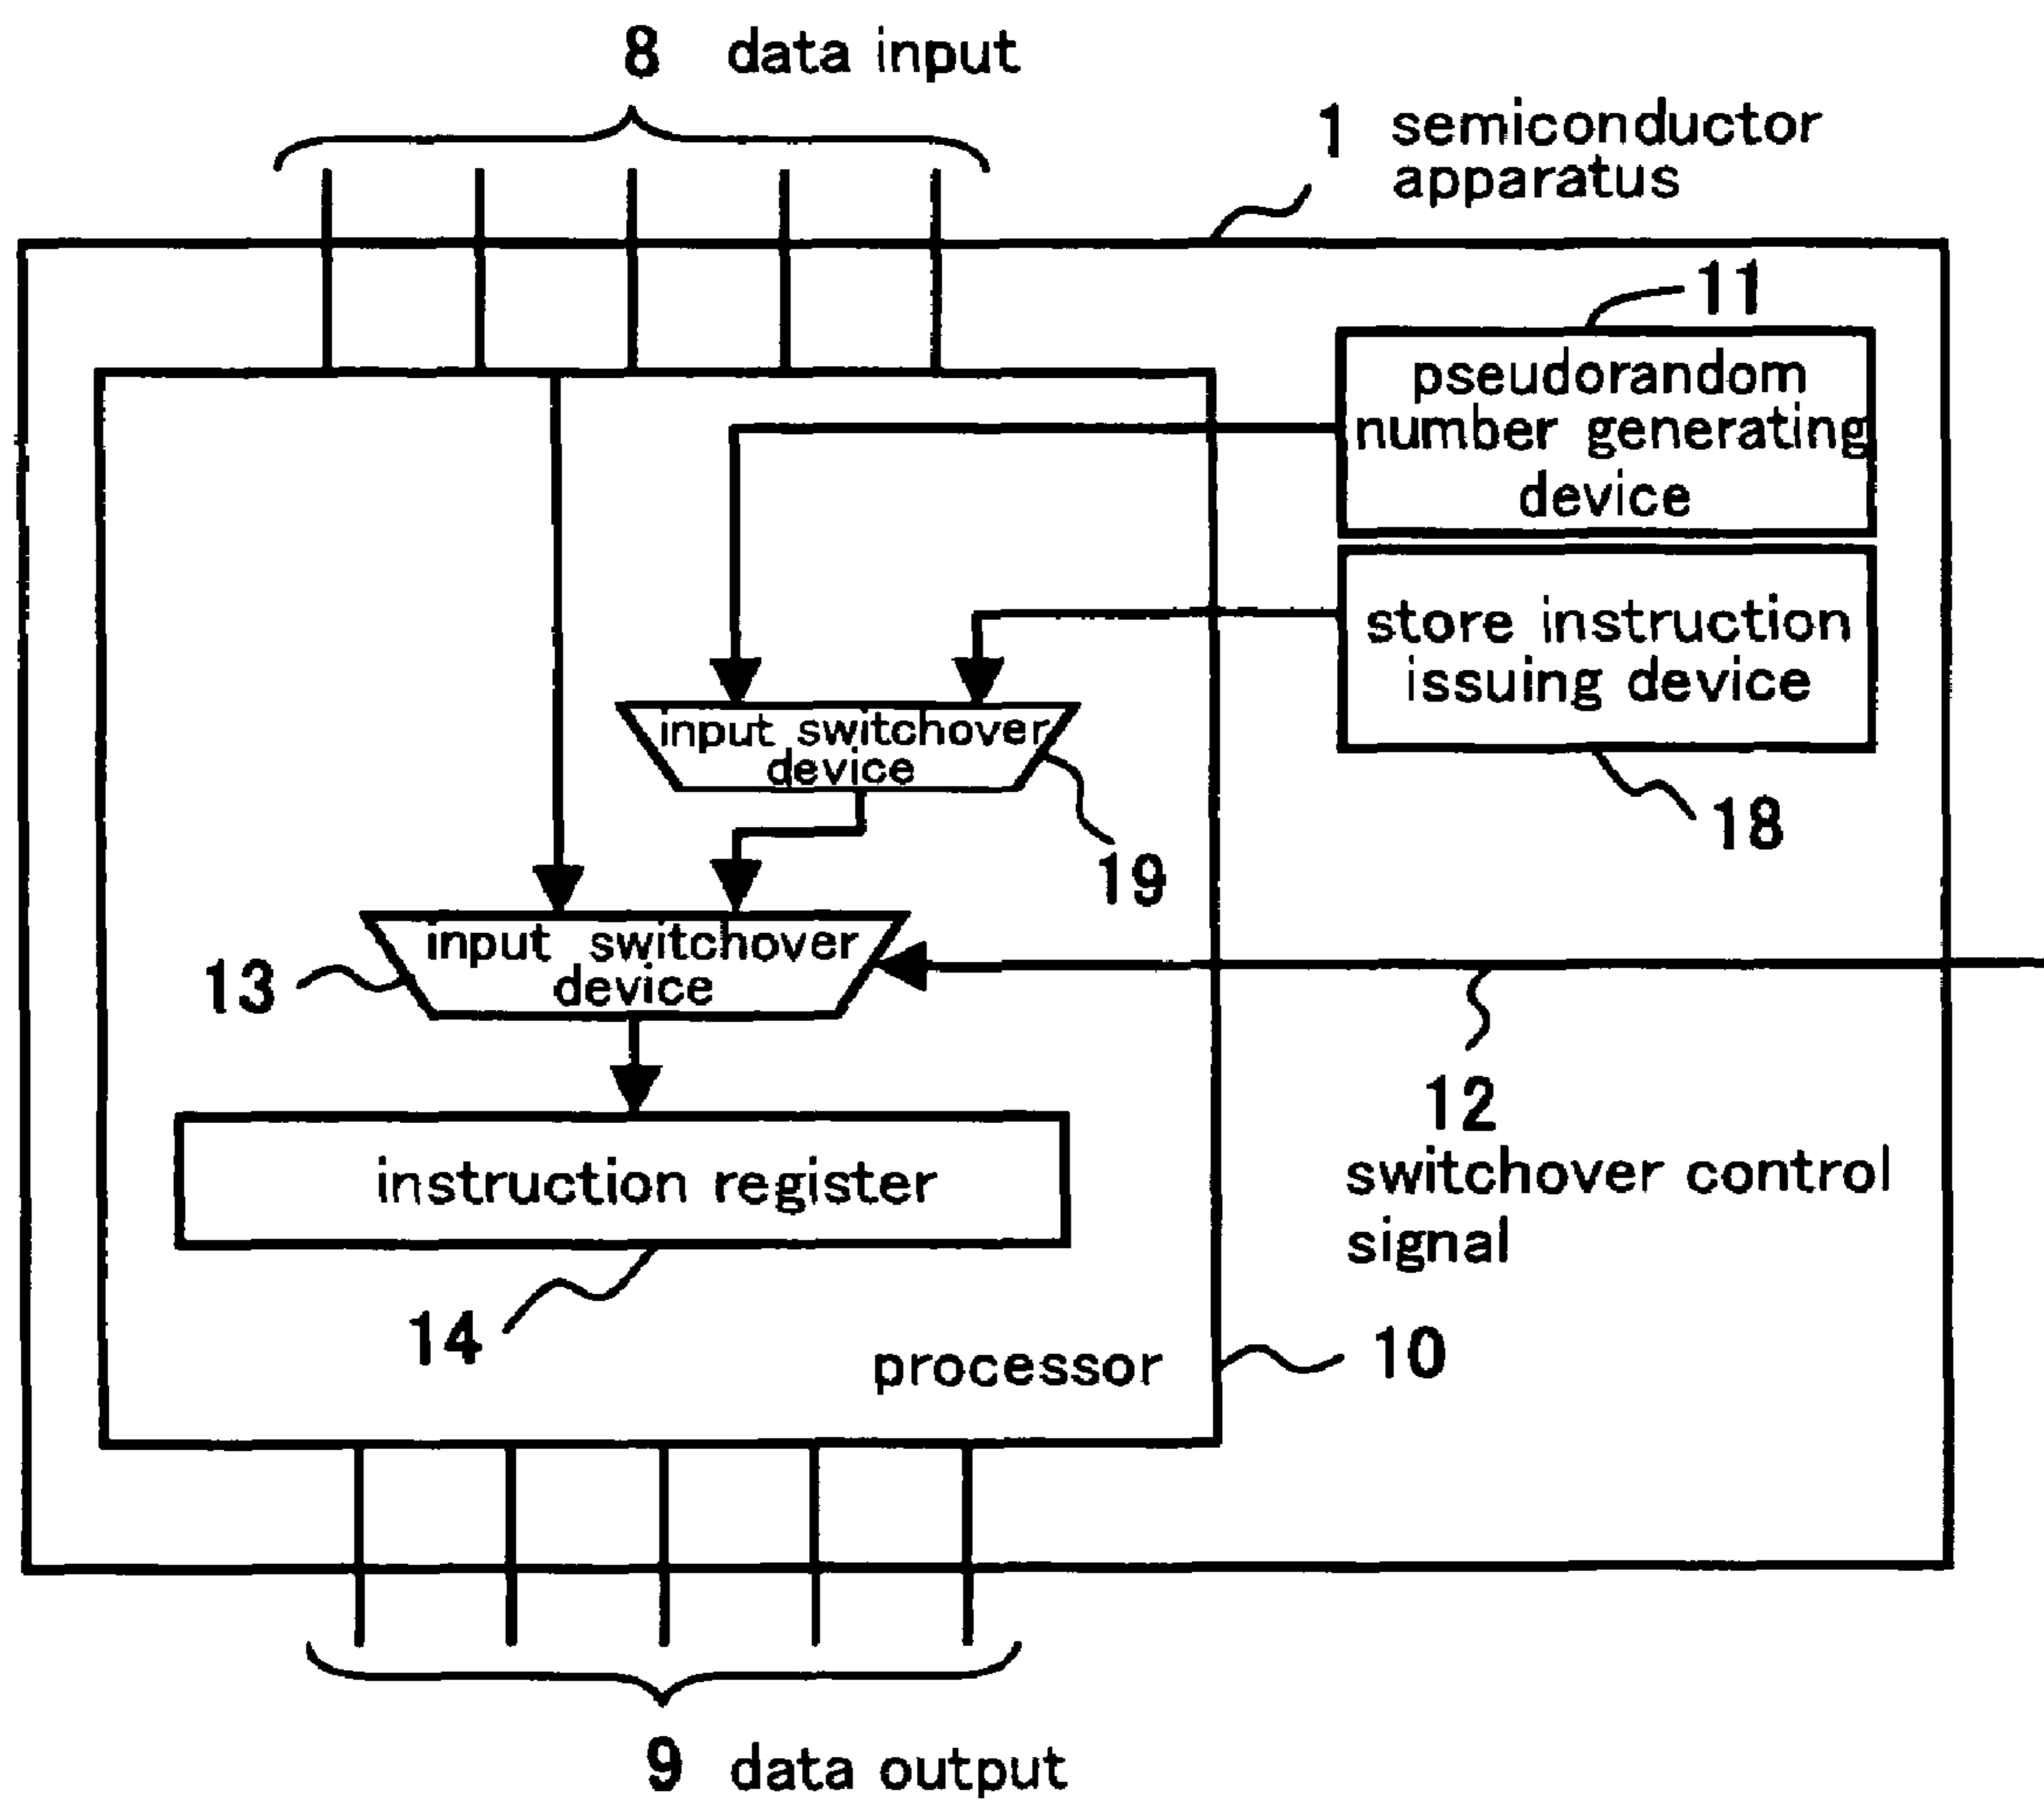 8 data input
1 semiconductor
apparatus
11
pseudorandom
number generating
device
store instruction
issuing device
18
input switchover
device
19
input switchover
device
13
12
switchover control
signal
instruction register
14
processor
10
9 data output